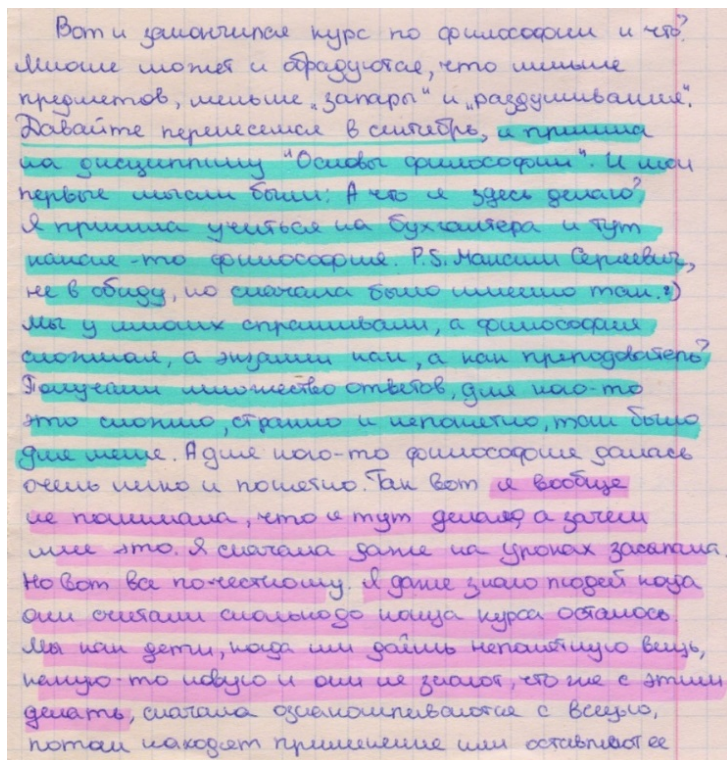 Вот и закончился курс по философии и что?
Многие может и обрадуются, что меньше
предметов, меньше „запары“ и „раздумывания“.
Давайте перенесемся в сентябрь, я пришла
на дисциплину "Основы философии". И мои
первые мысли были: А что я здесь делаю?
Я пришла учиться на бухгалтера и тут
какая-то философия. P.S. Максим Сергеевич,
не в обиду, но сначала было именно так. :)
Мы у многих спрашивали, а философия
сложная, а экзамен как, а как преподователь?
Получали множество ответов, для кого-то
это сложно, странно и непонятно, так было
для меня. А для кого-то философия далась
очень легко и понятно. Так вот я вообще
не понимала, что я тут делаю, а зачем
мне это. Я сначала даже на уроках засыпала.
Но вот все по-честному. Я даже знаю людей когда
они считали сколько до конца курса осталось.
Мы как дети, когда им даёшь непонятную вещь,
какую-то новую и они не знают, что же с этим
делать, сначала ознакомливаются с вещью,
потом находят применение или оставляют ее